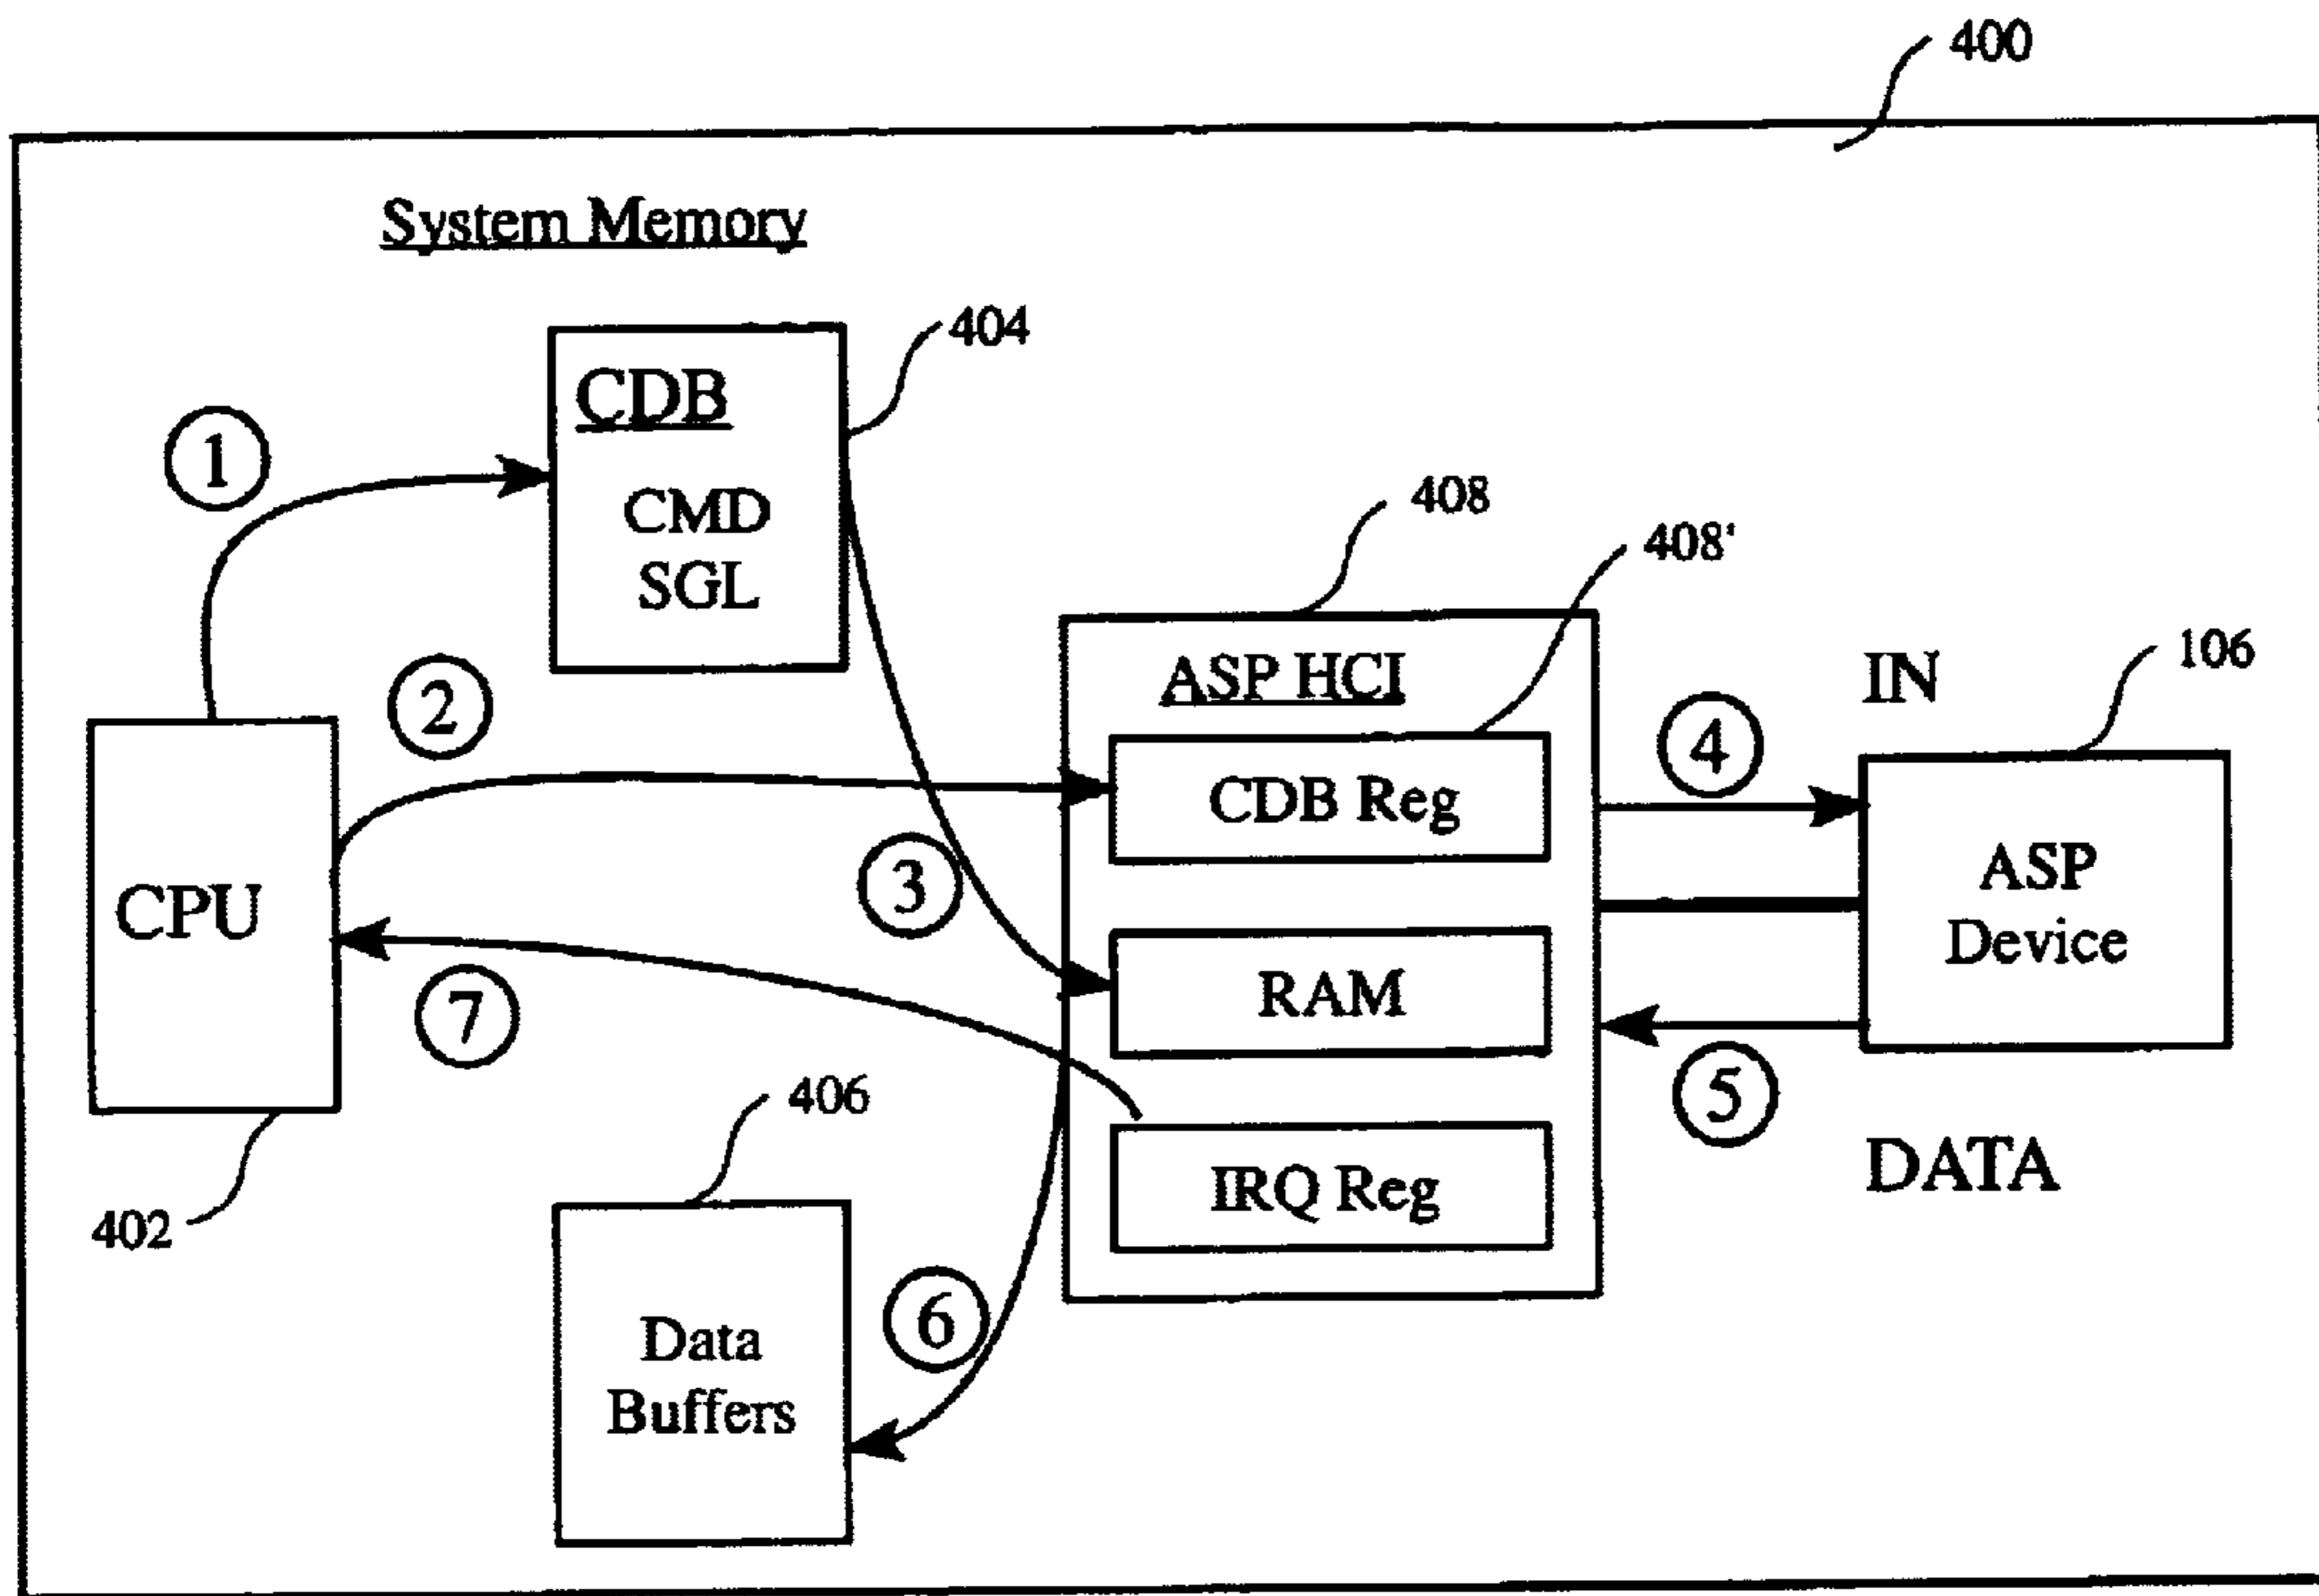 400
System Memory
404
CDB
CMD
SGL
1
408
408'
2
ASP HCI
106
IN
4
CDB Reg
3
CPU
ASP
Device
RAM
7
5
406
DATA
IRQ Reg
402
6
Data
Buffers